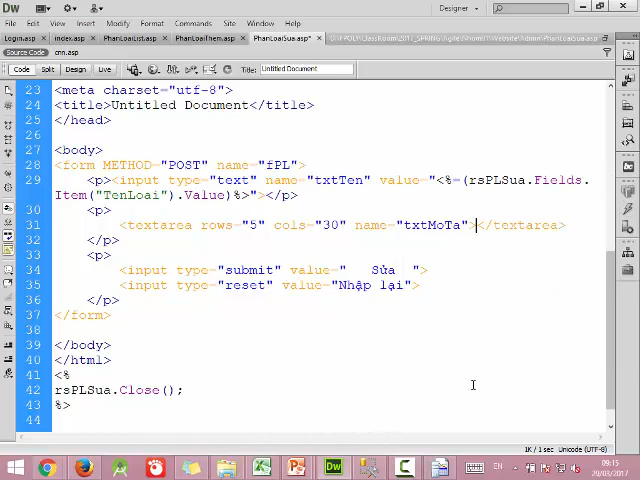 Dw
Designer
File Edit View Insert Modify Format Commands Site Window Help
Login.asp × index.asp × PhanLoaiList.asp × PhanLoaiThem.asp × PhanLoaiSua.asp* ×
Source Code cnn.asp
Code Split Design Live Title: Untitled Document
23 <meta charset="utf-8">
24 <title>Untitled Document</title>
25 </head>
26
27 <body>
28 <form METHOD="POST" name="fPL">
29 <p><input type="text" name="txtTen" value="<%=(rsPLSua.Fields.
Item("TenLoai").Value)%>"></p>
30 <p>
31 <textarea rows="5" cols="30" name="txtMoTa"></textarea>
32 </p>
33 <p>
34 <input type="submit" value="   Sửa   ">
35 <input type="reset" value="Nhập lại">
36 </p>
37 </form>
38
39 </body>
40 </html>
41 <%
42 rsPLSua.Close();
43 %>
44
1K / 1 sec Unicode (UTF-8)
Dw
EN
09:15
29/03/2017